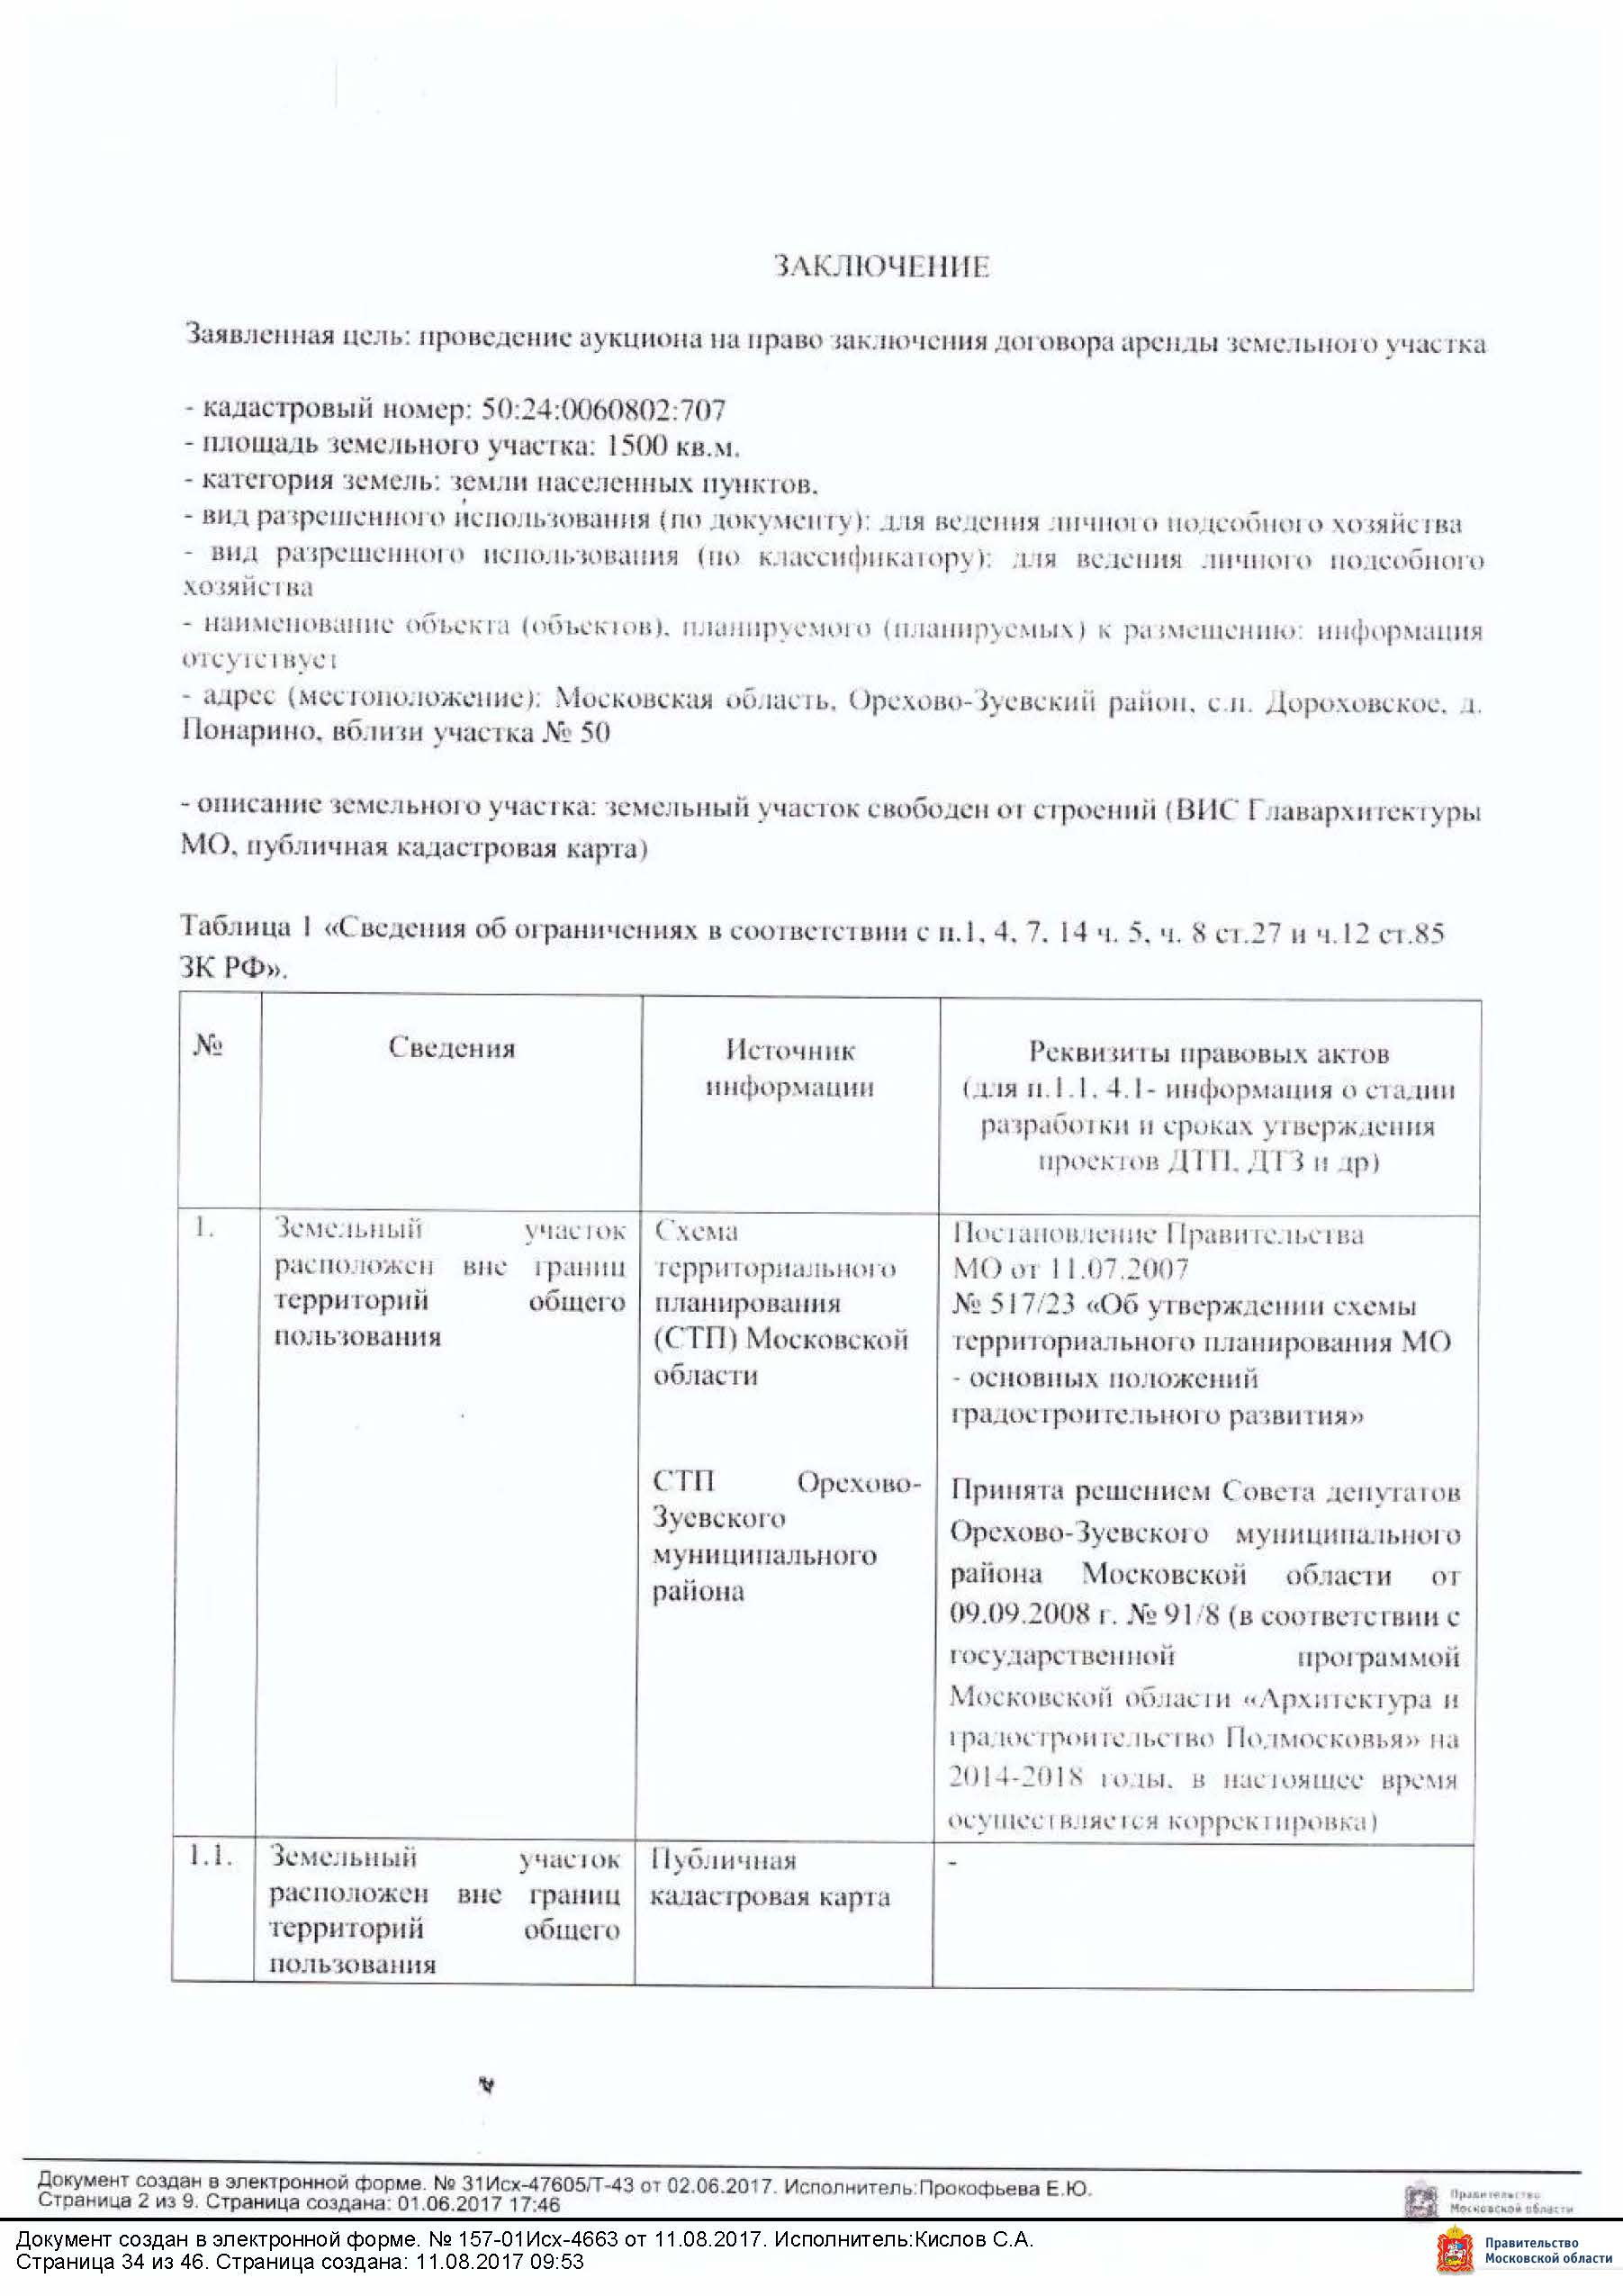 ЗАКЛЮЧЕНИЕ
Заявленная цель: проведение аукциона на право заключения договора аренды земельного участка
- кадастровый номер: 50:24:0060802:707
- площадь земельного участка: 1500 кв.м.
- категория земель: земли населенных пунктов.
- вид разрешенного использования (по документу): для ведения личного подсобного хозяйства
- вид разрешенного использования (по классификатору): для ведения личного подсобного
хозяйства
- наименование объекта (объектов), планируемого (планируемых) к размещению: информация
отсутствует
- адрес (местоположение): Московская область, Орехово-Зуевский район, с.п. Дороховское, д.
Понарино, вблизи участка № 50
- описание земельного участка: земельный участок свободен от строений (ВИС Главархитектуры
МО, публичная кадастровая карта)
Таблица 1 «Сведения об ограничениях в соответствии с п.1, 4, 7, 14 ч. 5, ч. 8 ст.27 и ч.12 ст.85
ЗК РФ».
№
Сведения
Источник
информации
Реквизиты правовых актов
(для п.1.1, 4.1- информация о стадии
разработки и сроках утверждения
проектов ДТП, ДТЗ и др)
1.
Земельный участок
расположен вне границ
территорий общего
пользования
Схема
территориального
планирования
(СТП) Московской
области
СТП Орехово-
Зуевского
муниципального
района
Постановление Правительства
МО от 11.07.2007
№ 517/23 «Об утверждении схемы
территориального планирования МО
- основных положений
градостроительного развития»
Принята решением Совета депутатов
Орехово-Зуевского муниципального
района Московской области от
09.09.2008 г. № 91/8 (в соответствии с
государственной программой
Московской области «Архитектура и
градостроительство Подмосковья» на
2014-2018 годы, в настоящее время
осуществляется корректировка)
1.1.
Земельный участок
расположен вне границ
территорий общего
пользования
Публичная
кадастровая карта
-
Документ создан в электронной форме. № 31Исх-47605/Т-43 от 02.06.2017. Исполнитель:Прокофьева Е.Ю.
Страница 2 из 9. Страница создана: 01.06.2017 17:46
Правительство
Московской области
Документ создан в электронной форме. № 157-01Исх-4663 от 11.08.2017. Исполнитель:Кислов С.А.
Страница 34 из 46. Страница создана: 11.08.2017 09:53
Правительство
Московской области